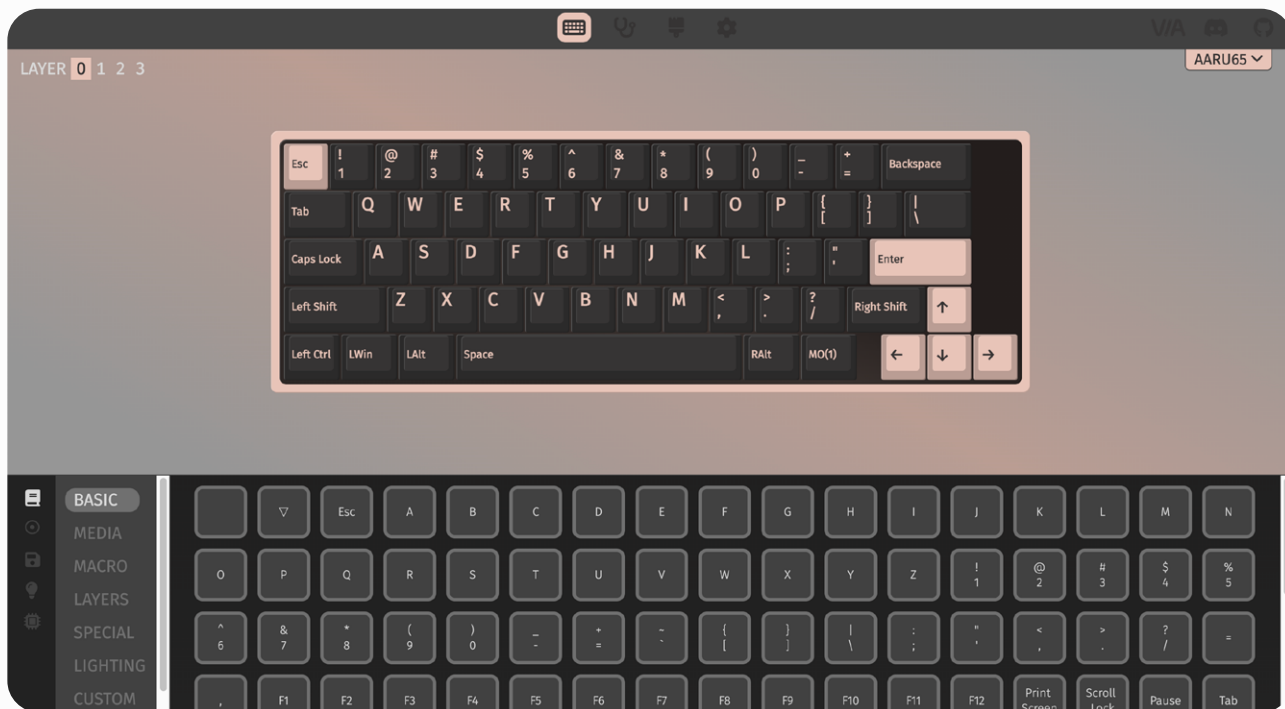 VIA
LAYER 0 1 2 3
AARU65
Esc ! 1 @ 2 # 3 $ 4 % 5 ^ 6 & 7 * 8 ( 9 ) 0 _ - + = Backspace
Tab Q W E R T Y U I O P { [ } ] | \
Caps Lock A S D F G H J K L : ; " ' Enter
Left Shift Z X C V B N M < , > . ? / Right Shift ↑
Left Ctrl LWin LAlt Space RAlt MO(1) ← ↓ →
BASIC
MEDIA
MACRO
LAYERS
SPECIAL
LIGHTING
CUSTOM
▽ Esc A B C D E F G H I J K L M N
O P Q R S T U V W X Y Z ! 1 @ 2 # 3 $ 4 % 5
^ 6 & 7 * 8 ( 9 ) 0 _ - + = ~ ` { [ } ] | \ : ; " ' < , > . ? / =
, F1 F2 F3 F4 F5 F6 F7 F8 F9 F10 F11 F12 Print Screen Scroll Lock Pause Tab